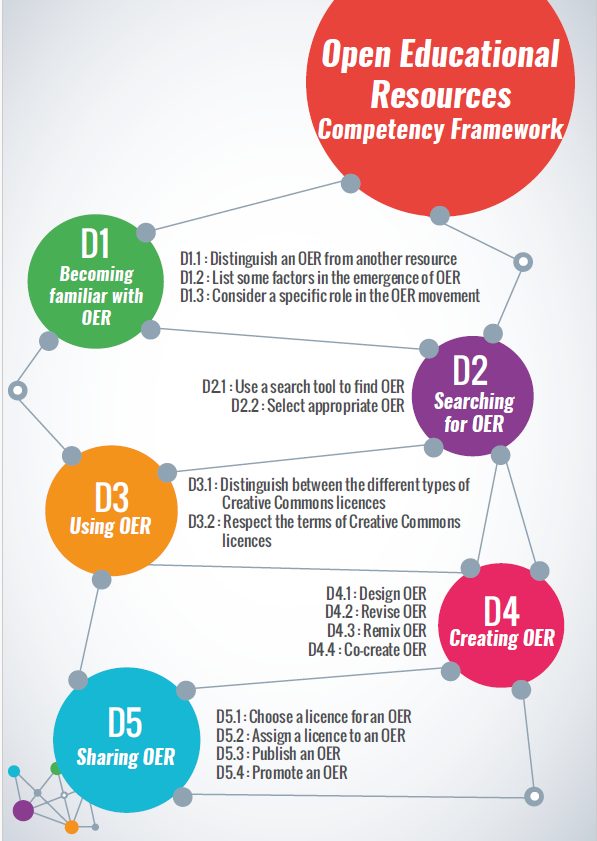 Open Educational
Resources
Competency Framework
D1
Becoming
familiar with
OER
D1.1 : Distinguish an OER from another resource
D1.2 : List some factors in the emergence of OER
D1.3 : Consider a specific role in the OER movement
D2
Searching
for OER
D2.1 : Use a search tool to find OER
D2.2 : Select appropriate OER
D3
Using OER
D3.1 : Distinguish between the different types of
Creative Commons licences
D3.2 : Respect the terms of Creative Commons
licences
D4
Creating OER
D4.1 : Design OER
D4.2 : Revise OER
D4.3 : Remix OER
D4.4 : Co-create OER
D5
Sharing OER
D5.1 : Choose a licence for an OER
D5.2 : Assign a licence to an OER
D5.3 : Publish an OER
D5.4 : Promote an OER